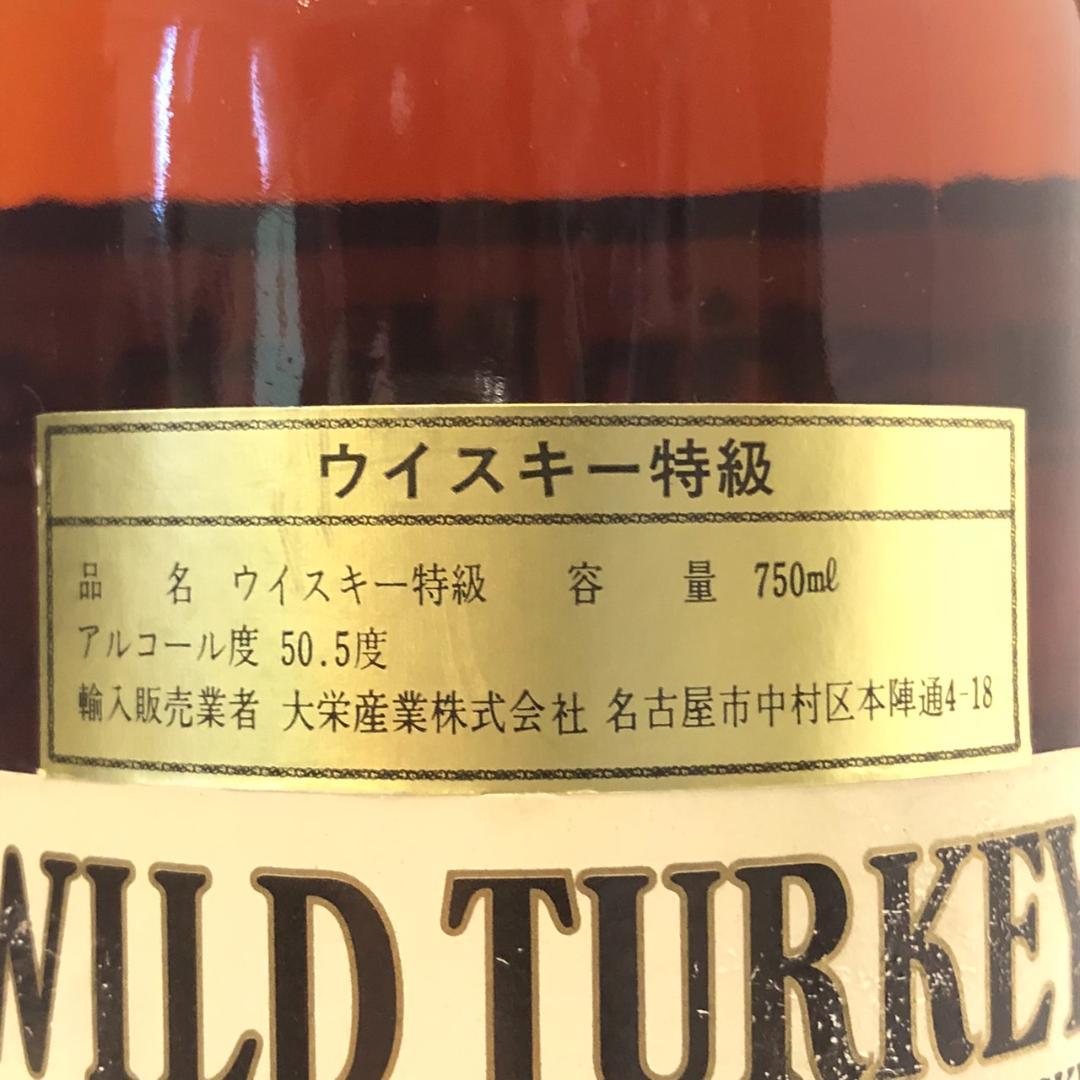 ウイスキー特級
品 名 ウイスキー特級 容 量 750mℓ
アルコール度 50.5度
輸入販売業者 大栄産業株式会社 名古屋市中村区本陣通4-18
WILD TURKEY